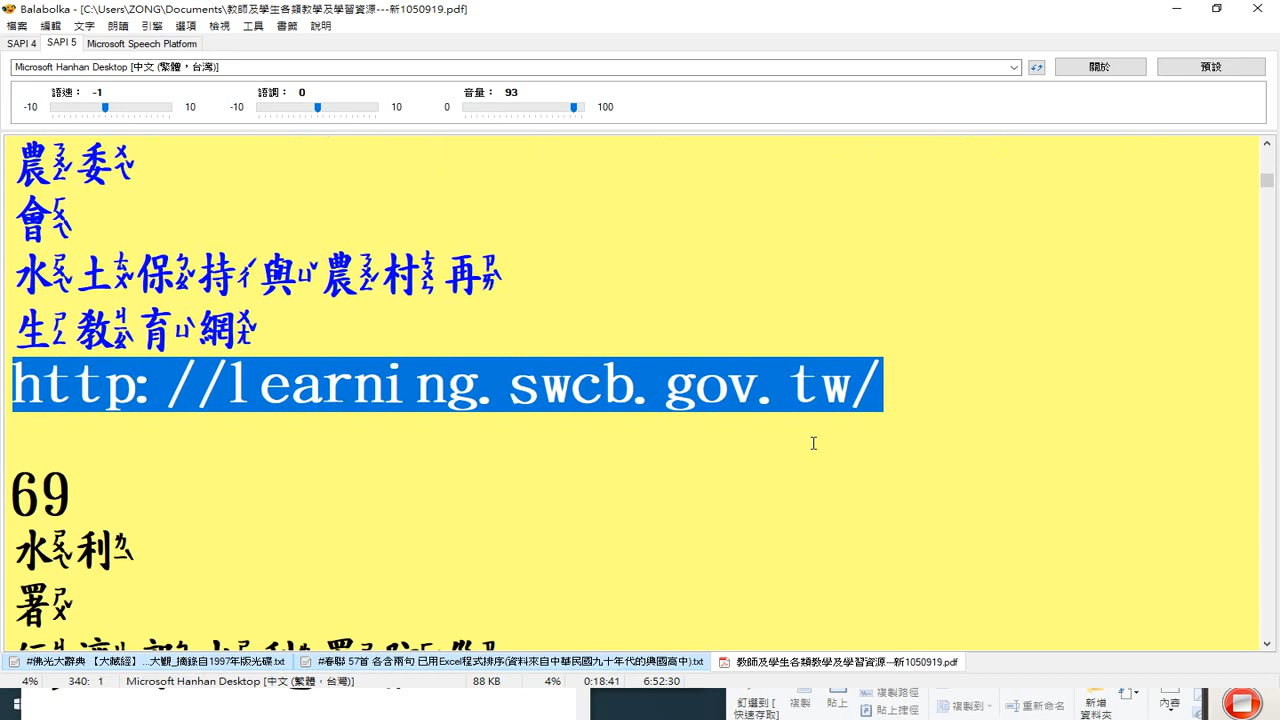 Balabolka - [C:\Users\ZONG\Documents\教師及學生各類教學及學習資源---新1050919.pdf]
檔案 編輯 文字 朗讀 引擎 選項 檢視 工具 書籤 說明
SAPI 4 SAPI 5 Microsoft Speech Platform
Microsoft Hanhan Desktop [中文 (繁體，台灣)] 關於 預設
語速： -1 語調： 0 音量： 93
-10 10 -10 10 0 100
農ㄋㄨㄥˊ委ㄨㄟˇ
會ㄏㄨㄟˋ
水ㄕㄨㄟˇ土ㄊㄨˇ保ㄅㄠˇ持ㄔˊ與ㄩˇ農ㄋㄨㄥˊ村ㄘㄨㄣ再ㄗㄞˋ
生ㄕㄥ教ㄐㄧㄠˋ育ㄩˋ網ㄨㄤˇ
http://learning.swcb.gov.tw/
69
水ㄕㄨㄟˇ利ㄌㄧˋ
署ㄕㄨˇ
#佛光大辭典 【大藏經】...大觀_摘錄自1997年版光碟.txt #春聯 57首 各含兩句 已用Excel程式排序(資料來自中華民國九十年代的興國高中).txt 教師及學生各類教學及學習資源---新1050919.pdf
4% 340: 1 Microsoft Hanhan Desktop [中文 (繁體，台灣)] 88 KB 4% 0:18:41 6:52:30
釘選到 [ 複製 貼上 複製路徑 新增 內容
快速存取] 貼上捷徑 複製到 重新命名 資料夾